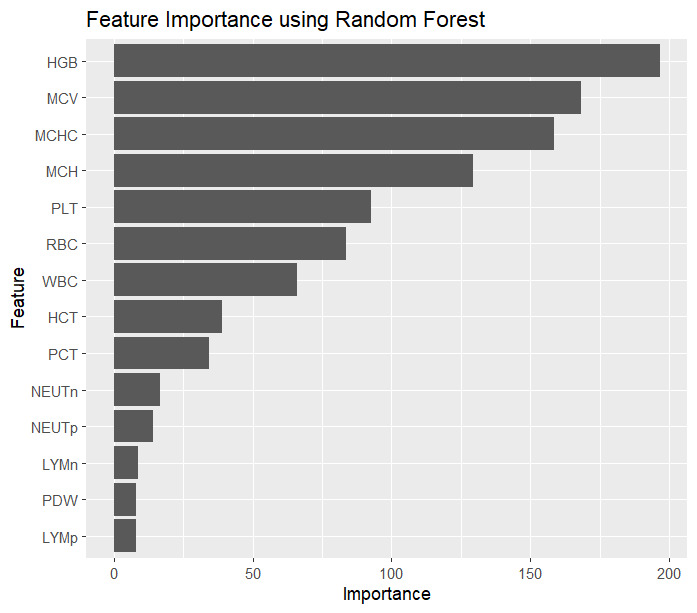 Feature Importance using Random Forest
Feature
HGB
MCV
MCHC
MCH
PLT
RBC
WBC
HCT
PCT
NEUTn
NEUTp
LYMn
PDW
LYMp
0 50 100 150 200
Importance